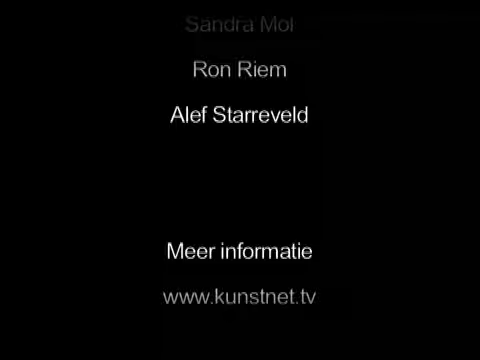 Sandra Mol
Ron Riem
Alef Starreveld
Meer informatie
www.kunstnet.tv